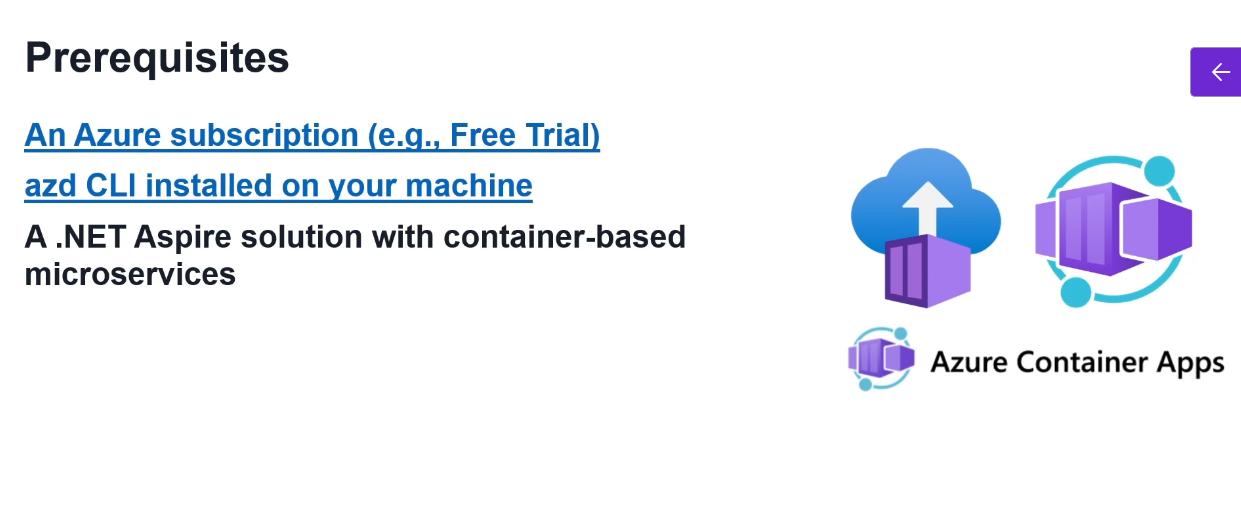 Prerequisites
An Azure subscription (e.g., Free Trial)
azd CLI installed on your machine
A .NET Aspire solution with container-based
microservices
Azure Container Apps